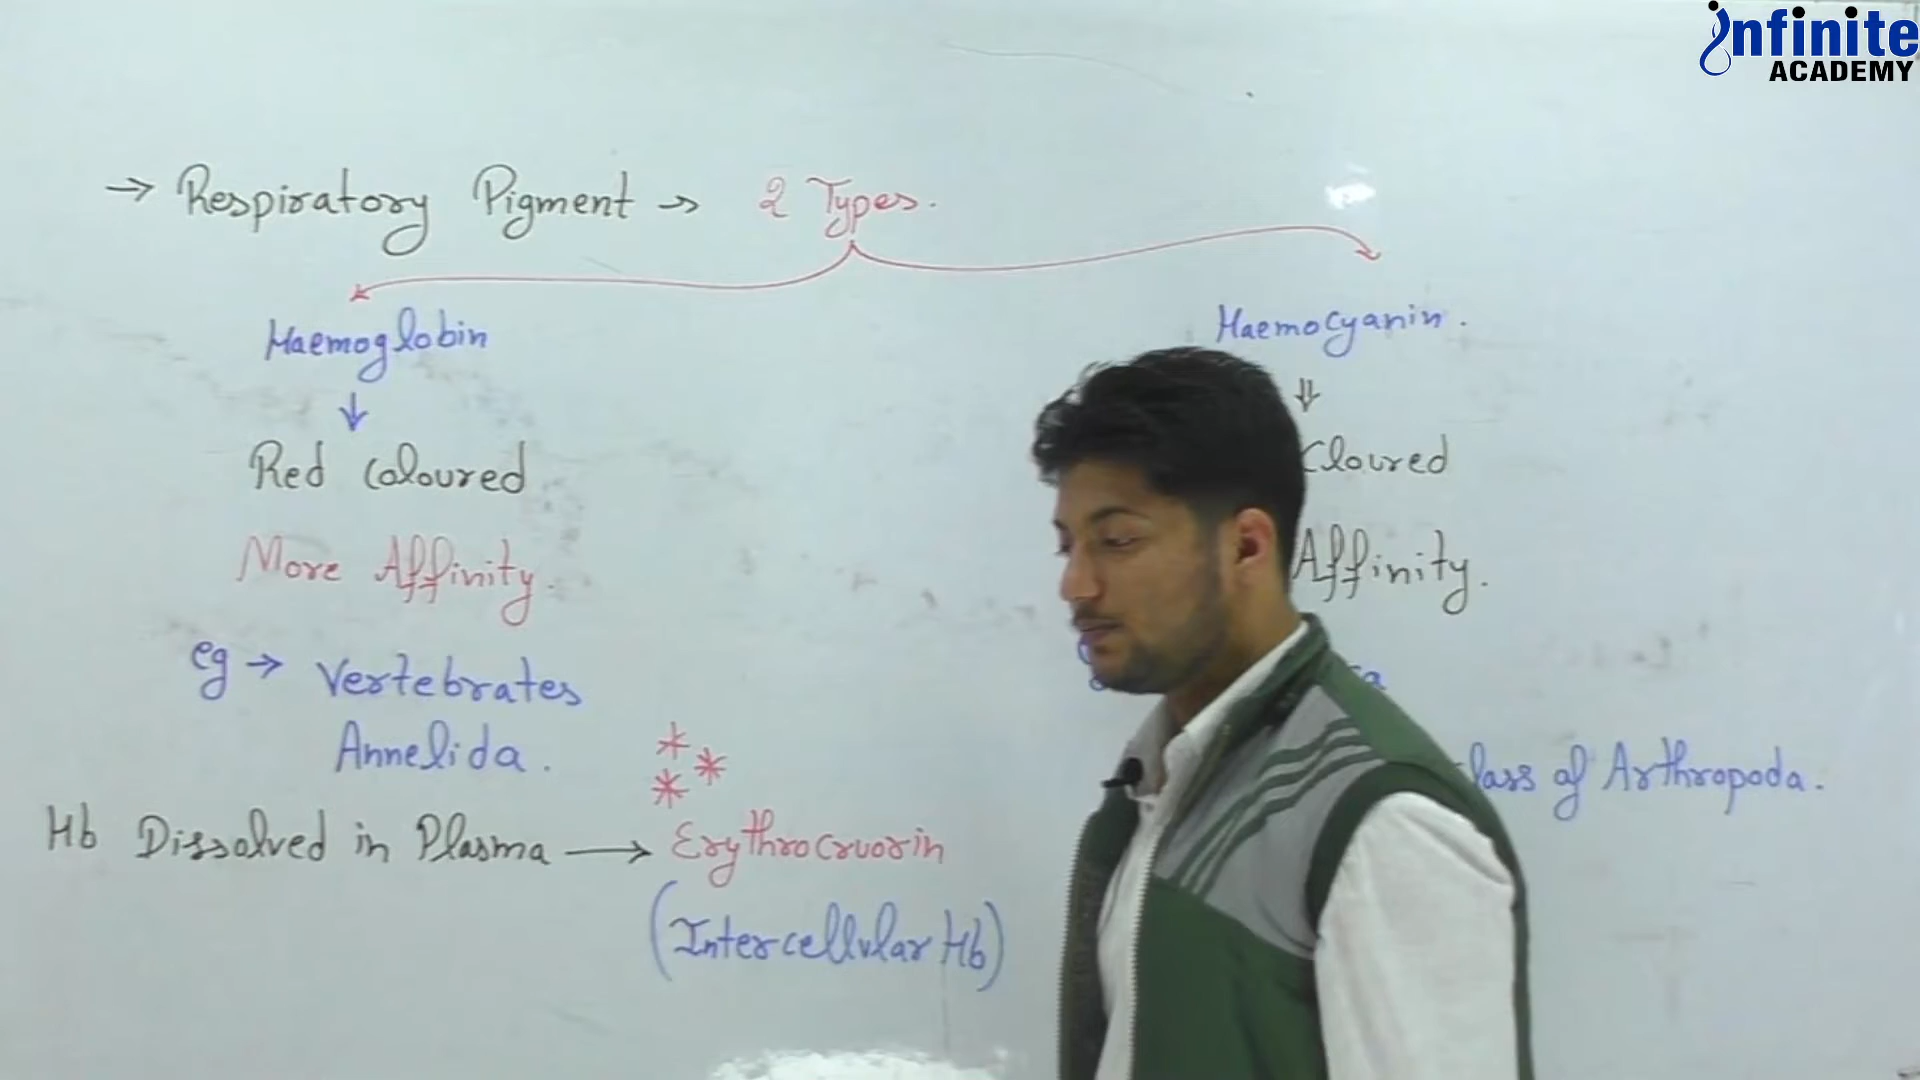 infinite
ACADEMY
→ Respiratory Pigment → 2 Types.
Haemoglobin
Haemocyanin.
↓
⇓
Red Coloured
Cloured
More Affinity.
Affinity.
eg → Vertebrates
Annelida.
lass of Arthropoda.
Hb Dissolved in Plasma → Erythrocruorin
(Intercellular Hb)